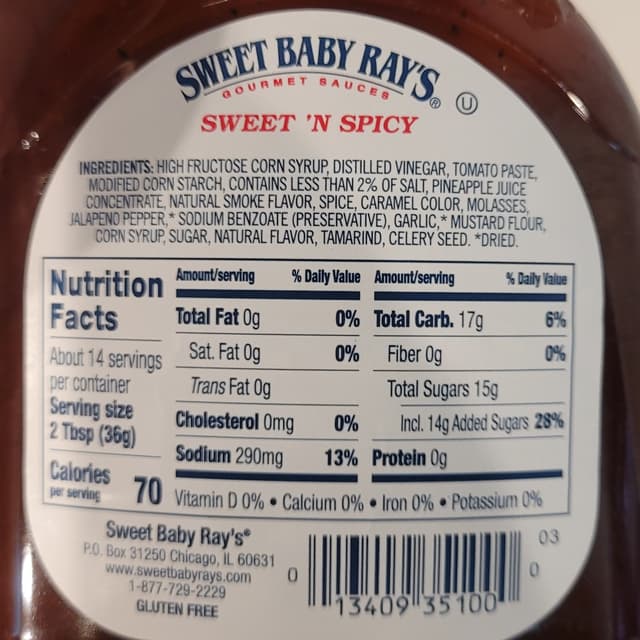 SWEET BABY RAY'S®
GOURMET SAUCES
U
SWEET 'N SPICY
INGREDIENTS: HIGH FRUCTOSE CORN SYRUP, DISTILLED VINEGAR, TOMATO PASTE,
MODIFIED CORN STARCH, CONTAINS LESS THAN 2% OF SALT, PINEAPPLE JUICE
CONCENTRATE, NATURAL SMOKE FLAVOR, SPICE, CARAMEL COLOR, MOLASSES,
JALAPENO PEPPER,* SODIUM BENZOATE (PRESERVATIVE), GARLIC,* MUSTARD FLOUR,
CORN SYRUP, SUGAR, NATURAL FLAVOR, TAMARIND, CELERY SEED. *DRIED.
Nutrition
Facts
About 14 servings
per container
Serving size
2 Tbsp (36g)
Calories
per serving 70
Amount/serving % Daily Value
Total Fat 0g 0%
Sat. Fat 0g 0%
Trans Fat 0g
Cholesterol 0mg 0%
Sodium 290mg 13%
Amount/serving % Daily Value
Total Carb. 17g 6%
Fiber 0g 0%
Total Sugars 15g
Incl. 14g Added Sugars 28%
Protein 0g
Vitamin D 0% • Calcium 0% • Iron 0% • Potassium 0%
Sweet Baby Ray's®
P.O. Box 31250 Chicago, IL 60631
www.sweetbabyrays.com
1-877-729-2229
GLUTEN FREE
03
0 13409 35100 0